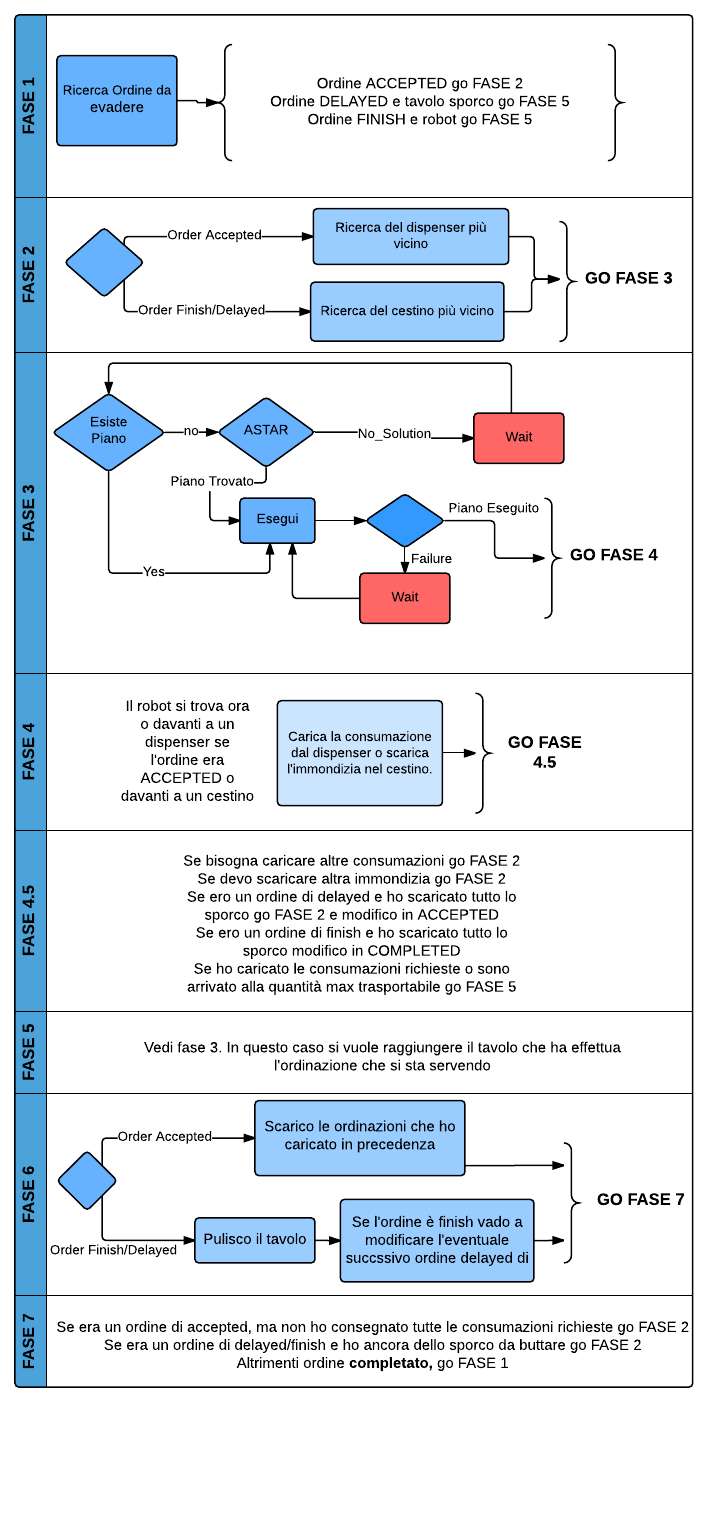 FASE 1
Ricerca Ordine da
evadere
Ordine ACCEPTED go FASE 2
Ordine DELAYED e tavolo sporco go FASE 5
Ordine FINISH e robot go FASE 5
FASE 2
Order Accepted
Ricerca del dispenser più
vicino
Order Finish/Delayed
Ricerca del cestino più vicino
GO FASE 3
FASE 3
Esiste
Piano
no
ASTAR
No_Solution
Wait
Piano Trovato
Esegui
Piano Eseguito
Failure
Wait
Yes
GO FASE 4
FASE 4
Il robot si trova ora
o davanti a un
dispenser se
l'ordine era
ACCEPTED o
davanti a un cestino
Carica la consumazione
dal dispenser o scarica
l'immondizia nel cestino.
GO FASE
4.5
FASE 4.5
Se bisogna caricare altre consumazioni go FASE 2
Se devo scaricare altra immondizia go FASE 2
Se ero un ordine di delayed e ho scaricato tutto lo
sporco go FASE 2 e modifico in ACCEPTED
Se ero un ordine di finish e ho scaricato tutto lo
sporco modifico in COMPLETED
Se ho caricato le consumazioni richieste o sono
arrivato alla quantità max trasportabile go FASE 5
FASE 5
Vedi fase 3. In questo caso si vuole raggiungere il tavolo che ha effettua
l'ordinazione che si sta servendo
FASE 6
Order Accepted
Scarico le ordinazioni che ho
caricato in precedenza
Order Finish/Delayed
Pulisco il tavolo
Se l'ordine è finish vado a
modificare l'eventuale
succssivo ordine delayed di
GO FASE 7
FASE 7
Se era un ordine di accepted, ma non ho consegnato tutte le consumazioni richieste go FASE 2
Se era un ordine di delayed/finish e ho ancora dello sporco da buttare go FASE 2
Altrimenti ordine completato, go FASE 1